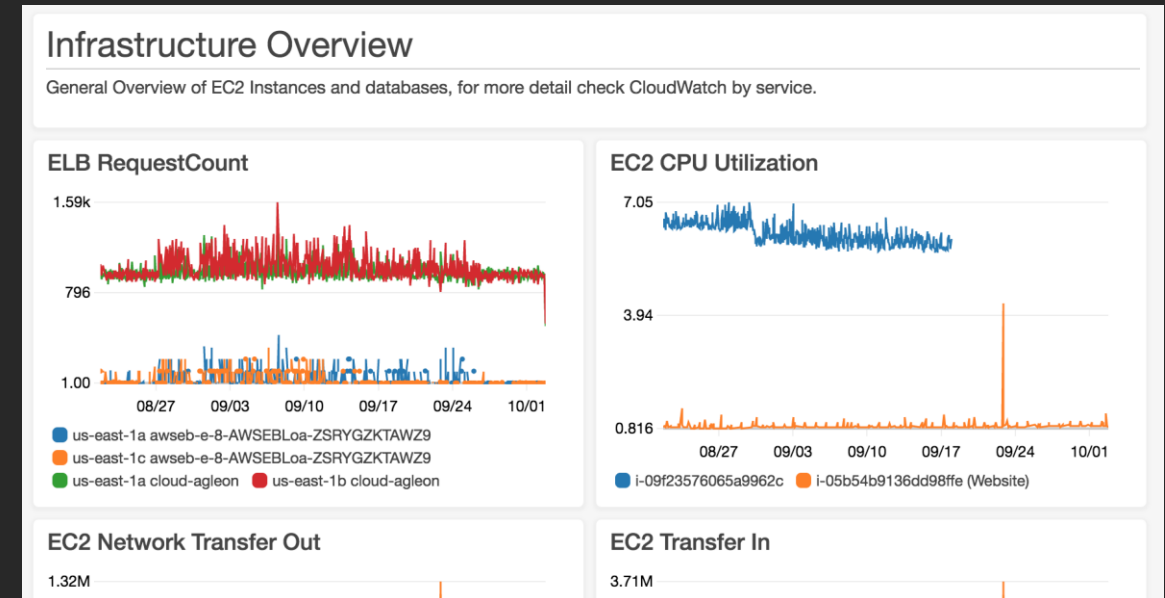 Infrastructure Overview
General Overview of EC2 Instances and databases, for more detail check CloudWatch by service.
ELB RequestCount
1.59k
796
1.00
08/27 09/03 09/10 09/17 09/24 10/01
us-east-1a awseb-e-8-AWSEBLoa-ZSRYGZKTAWZ9
us-east-1c awseb-e-8-AWSEBLoa-ZSRYGZKTAWZ9
us-east-1a cloud-agleon us-east-1b cloud-agleon
EC2 CPU Utilization
7.05
3.94
0.816
08/27 09/03 09/10 09/17 09/24 10/01
i-09f23576065a9962c i-05b54b9136dd98ffe (Website)
EC2 Network Transfer Out
1.32M
EC2 Transfer In
3.71M